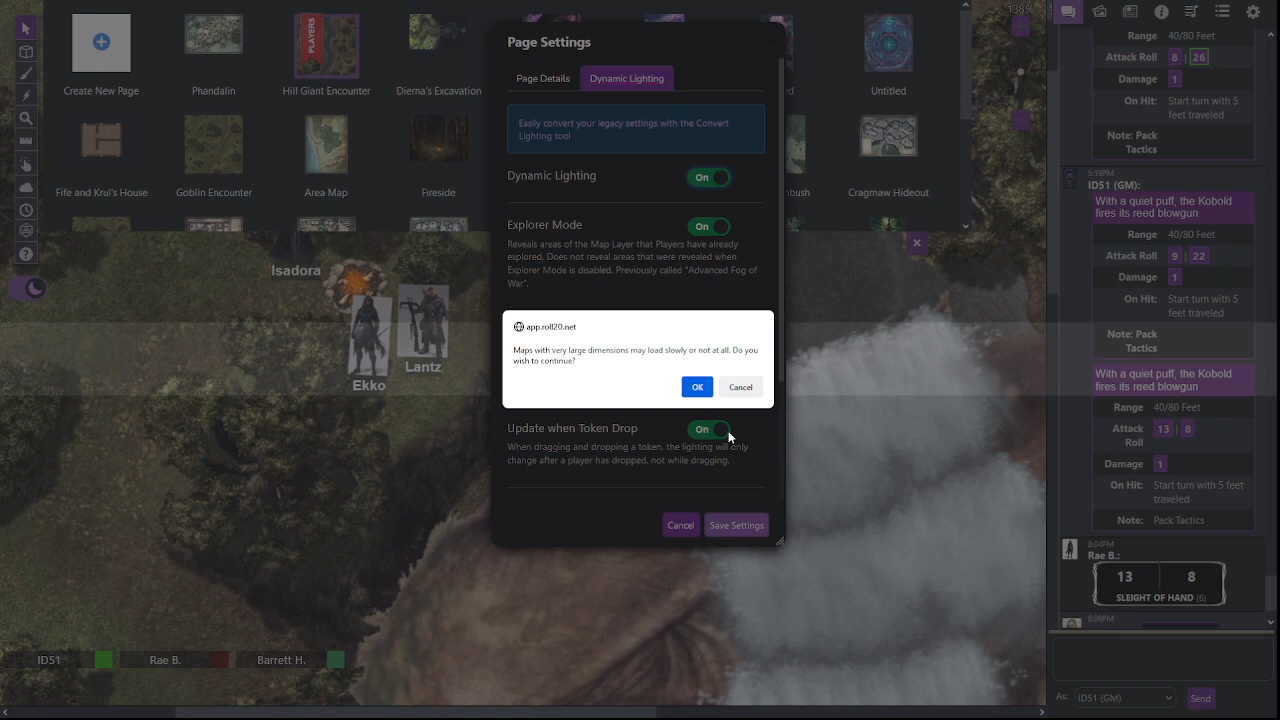 138%
PLAYERS
Create New Page
Phandalin
Hill Giant Encounter
Dierna's Excavation
Untitled
Fife and Krul's House
Goblin Encounter
Area Map
Fireside
Cragmaw Hideout
Page Settings
Page Details
Dynamic Lighting
Easily convert your legacy settings with the Convert
Lighting tool
Dynamic Lighting
On
Explorer Mode
On
Reveals areas of the Map Layer that Players have already
explored. Does not reveal areas that were revealed when
Explorer Mode is disabled. Previously called "Advanced Fog of
War".
app.roll20.net
Maps with very large dimensions may load slowly or not at all. Do you
wish to continue?
OK
Cancel
Update when Token Drop
On
When dragging and dropping a token, the lighting will only
change after a player has dropped, not while dragging.
Cancel
Save Settings
Isadora
Ekko
Lantz
ID51
Rae B.
Barrett H.
Range 40/80 Feet
Attack Roll 8 | 26
Damage 1
On Hit: Start turn with 5
feet traveled
Note: Pack
Tactics
5:19PM
ID51 (GM):
With a quiet puff, the Kobold
fires its reed blowgun
Range 40/80 Feet
Attack Roll 9 | 22
Damage 1
On Hit: Start turn with 5
feet traveled
Note: Pack
Tactics
With a quiet puff, the Kobold
fires its reed blowgun
Range 40/80 Feet
Attack 13 | 8
Roll
Damage 1
On Hit: Start turn with 5 feet
traveled
Note: Pack Tactics
6:04PM
Rae B.:
13 8
SLEIGHT OF HAND (6)
6:06PM
As: ID51 (GM)
Send